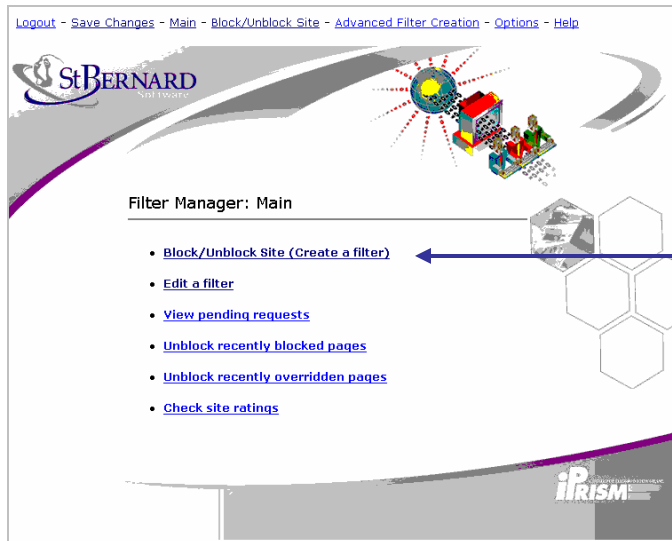 Logout - Save Changes - Main - Block/Unblock Site - Advanced Filter Creation - Options - Help
StBERNARD
Software
Filter Manager: Main
• Block/Unblock Site (Create a filter)
• Edit a filter
• View pending requests
• Unblock recently blocked pages
• Unblock recently overridden pages
• Check site ratings
iPRISM